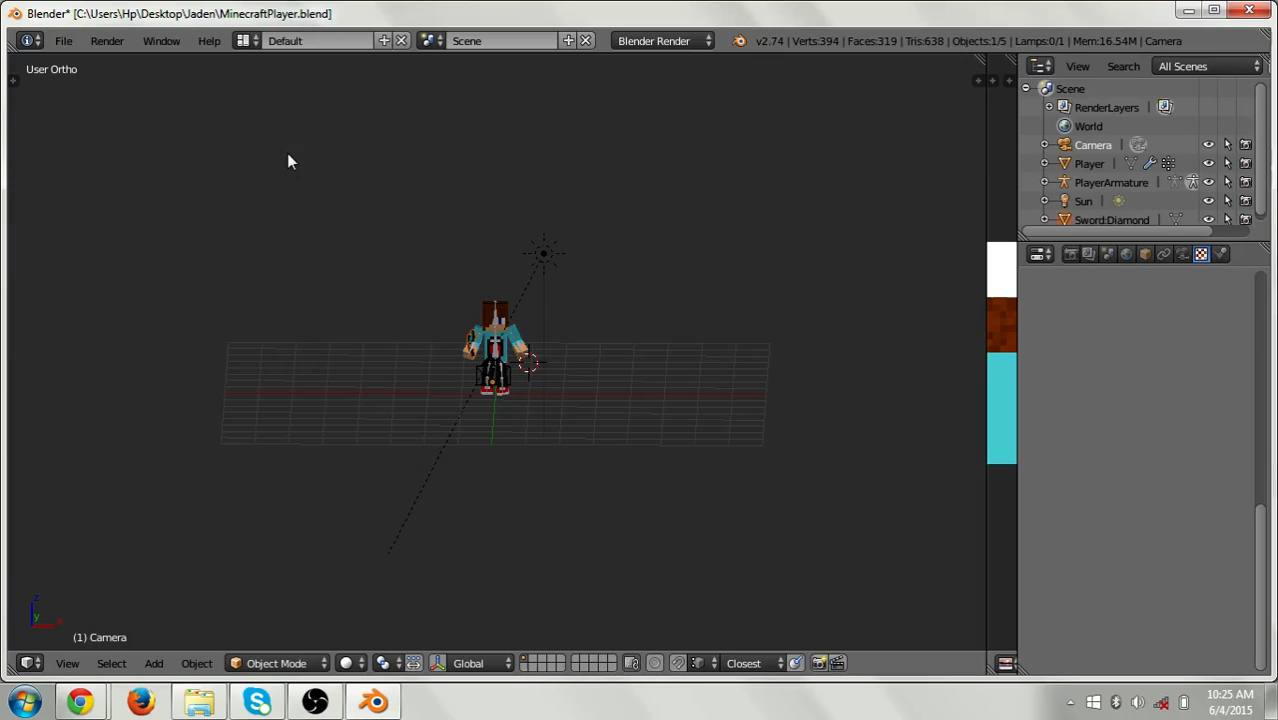 Blender* [C:\Users\Hp\Desktop\Jaden\MinecraftPlayer.blend]
File Render Window Help Default Scene Blender Render v2.74 | Verts:394 | Faces:319 | Tris:638 | Objects:1/5 | Lamps:0/1 | Mem:16.54M | Camera
User Ortho
View Search All Scenes
Scene
RenderLayers
World
Camera
Player
PlayerArmature
Sun
Sword:Diamond
z
y
x
(1) Camera
View Select Add Object Object Mode Global Closest
10:25 AM
6/4/2015